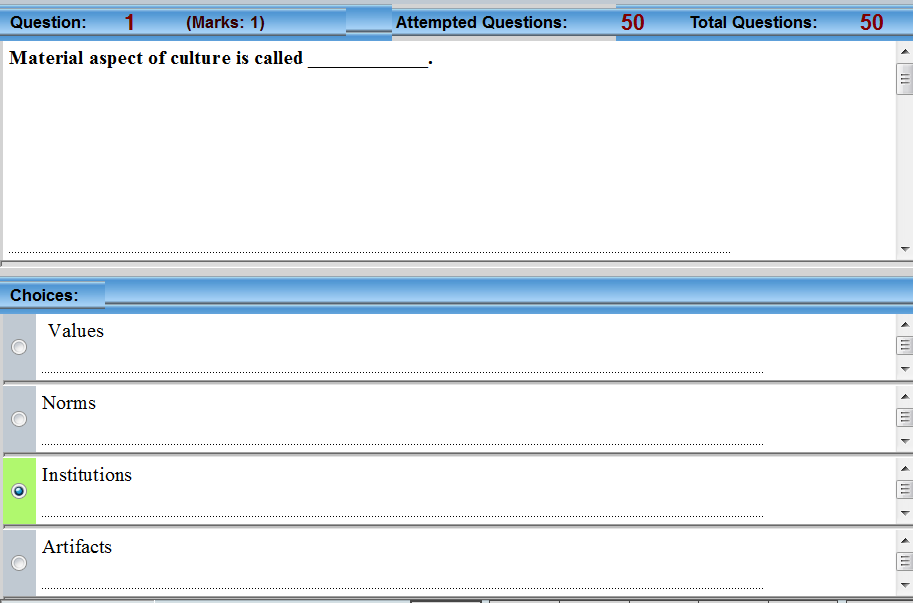 Question: 1 (Marks: 1) Attempted Questions: 50 Total Questions: 50
Material aspect of culture is called ____________.
Choices:
Values
Norms
Institutions
Artifacts